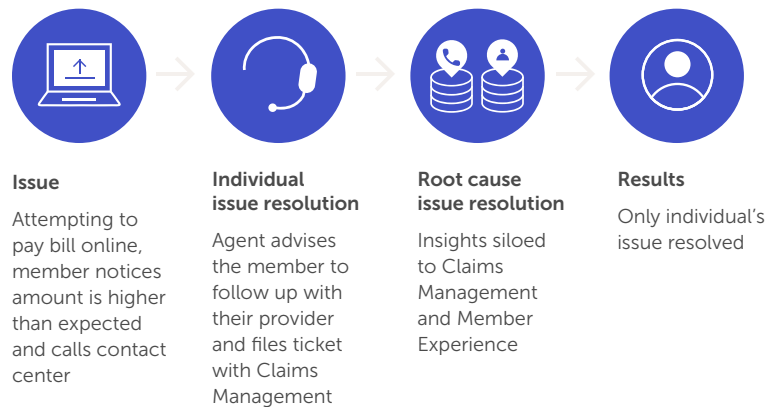 Issue
Attempting to
pay bill online,
member notices
amount is higher
than expected
and calls contact
center
Individual
issue resolution
Agent advises
the member to
follow up with
their provider
and files ticket
with Claims
Management
Root cause
issue resolution
Insights siloed
to Claims
Management
and Member
Experience
Results
Only individual's
issue resolved